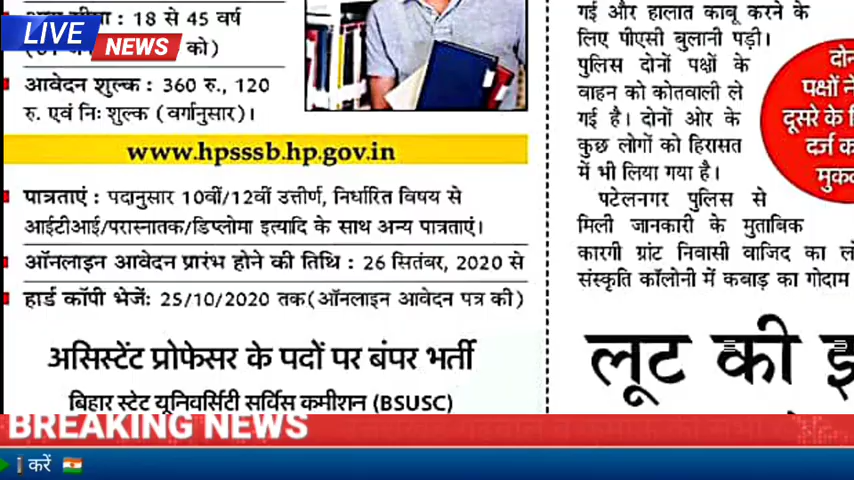 LIVE
NEWS
: 18 से 45 वर्ष
को)
आवेदन शुल्क : 360 रु., 120
रु. एवं निः शुल्क (वर्गानुसार)।
www.hpsssb.hp.gov.in
पात्रताएं : पदानुसार 10वीं/12वीं उत्तीर्ण, निर्धारित विषय से
आईटीआई/परास्नातक/डिप्लोमा इत्यादि के साथ अन्य पात्रताएं।
ऑनलाइन आवेदन प्रारंभ होने की तिथि : 26 सितंबर, 2020 से
हार्ड कॉपी भेजें: 25/10/2020 तक(ऑनलाइन आवेदन पत्र की)
असिस्टेंट प्रोफेसर के पदों पर बंपर भर्ती
बिहार स्टेट यूनिवर्सिटी सर्विस कमीशन (BSUSC)
गई और हालात काबू करने के
लिए पीएसी बुलानी पड़ी।
पुलिस दोनों पक्षों के
वाहन को कोतवाली ले
गई है। दोनों ओर के
कुछ लोगों को हिरासत
में भी लिया गया है।
पटेलनगर पुलिस से
मिली जानकारी के मुताबिक
कारगी ग्रांट निवासी वाजिद का
संस्कृति कॉलोनी में कबाड़ का गोदाम
पक्षों ने
दूसरे के
दर्ज
लूट की
BREAKING NEWS
करें 🇮🇳